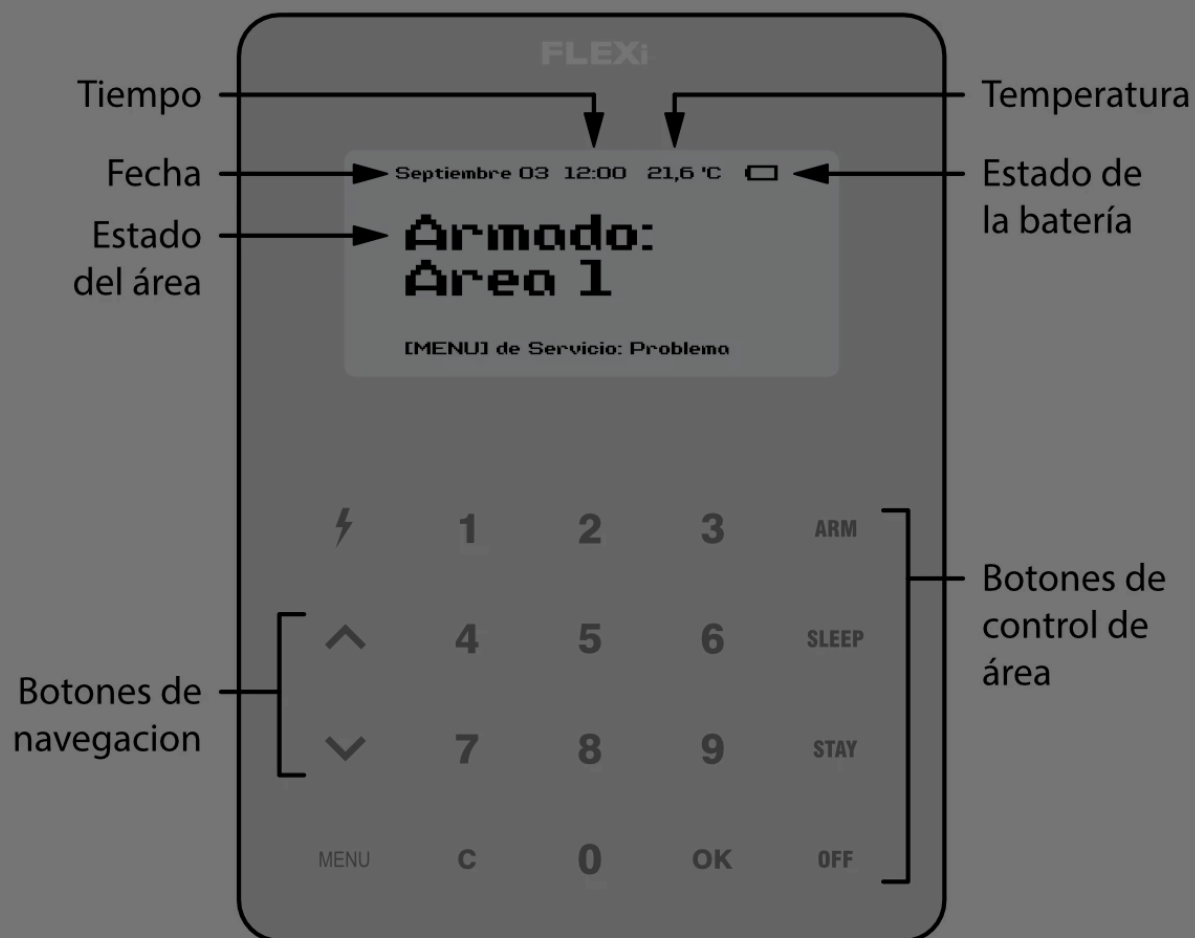 FLEXi
Tiempo
Temperatura
Fecha
Septiembre 03 12:00 21,6 'C
Estado de
la batería
Estado
del área
Armado:
Área 1
[MENU] de Servicio: Problema
1 2 3 ARM
4 5 6 SLEEP
7 8 9 STAY
MENU C 0 OK OFF
Botones de
navegacion
Botones de
control de
área